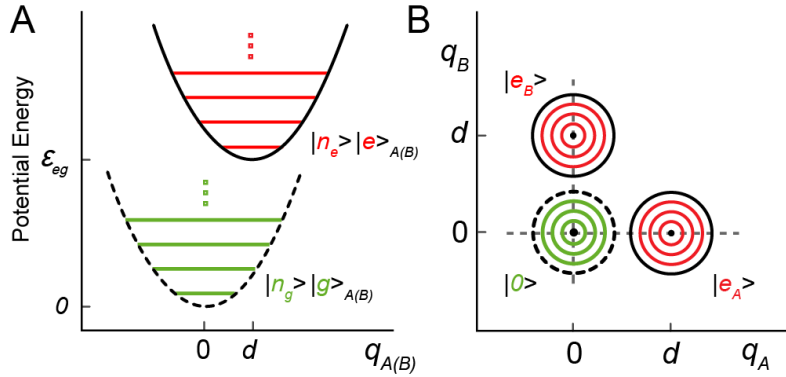 A
Potential Energy
ε_eg
0
|n_e>|e>_A(B)
|n_g>|g>_A(B)
0 d q_A(B)
B
q_B
|e_B>
d
0
|0> |e_A>
0 d q_A